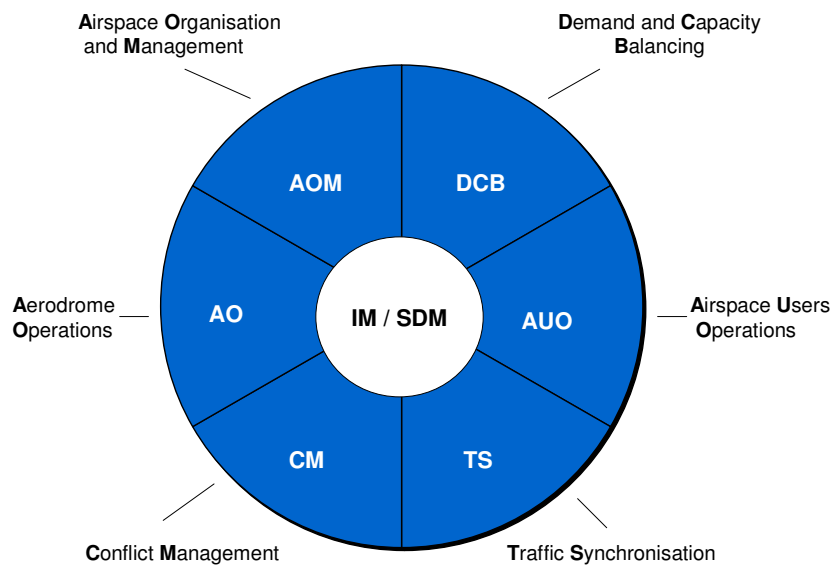 Airspace Organisation
and Management
Demand and Capacity
Balancing
AOM
DCB
Aerodrome
Operations
AO
IM / SDM
AUO
Airspace Users
Operations
CM
TS
Conflict Management
Traffic Synchronisation